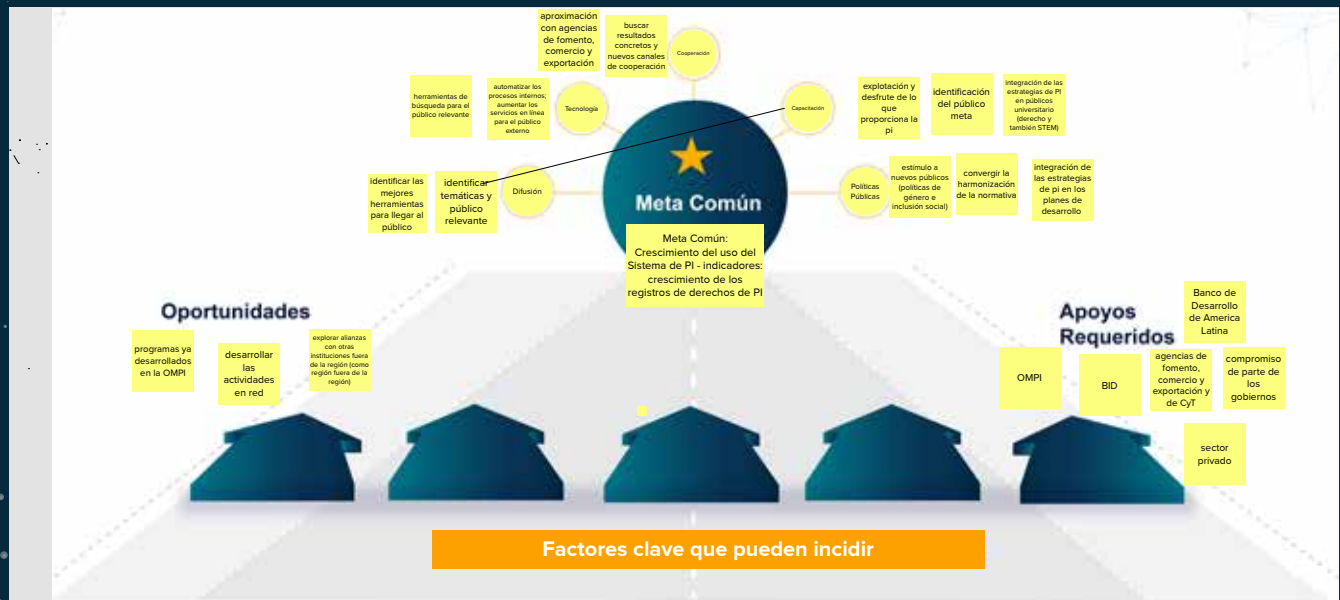 aproximación
con agencias
de fomento,
comercio y
exportación
buscar
resultados
concretos y
nuevos canales
de cooperación
Cooperación
herramientas de
búsqueda para el
público relevante
automatizar los
procesos internos;
aumentar los
servicios en línea
para el público
externo
Tecnología
Capacitación
explotación y
desfrute de lo
que
proporciona la
pi
identificación
del público
meta
integración de las
estrategias de PI
en públicos
universitario
(derecho y
también STEM)
identificar las
mejores
herramientas
para llegar al
público
identificar
temáticas y
público
relevante
Difusión
Meta Común
Políticas
Públicas
estímulo a
nuevos públicos
(políticas de
género e
inclusión social)
convergir la
harmonización
de la normativa
integración de
las estrategias
de pi en los
planes de
desarrollo
Meta Común:
Crecimiento del uso del
Sistema de PI - indicadores:
crecimiento de los
registros de derechos de PI
Oportunidades
programas ya
desarrollados
en la OMPI
desarrollar
las
actividades
en red
explorar alianzas
con otras
instituciones fuera
de la región (como
región fuera de la
región)
Apoyos
Requeridos
Banco de
Desarrollo
de America
Latina
OMPI
BID
agencias de
fomento,
comercio y
exportación y
de CyT
compromiso
de parte de
los
gobiernos
sector
privado
Factores clave que pueden incidir